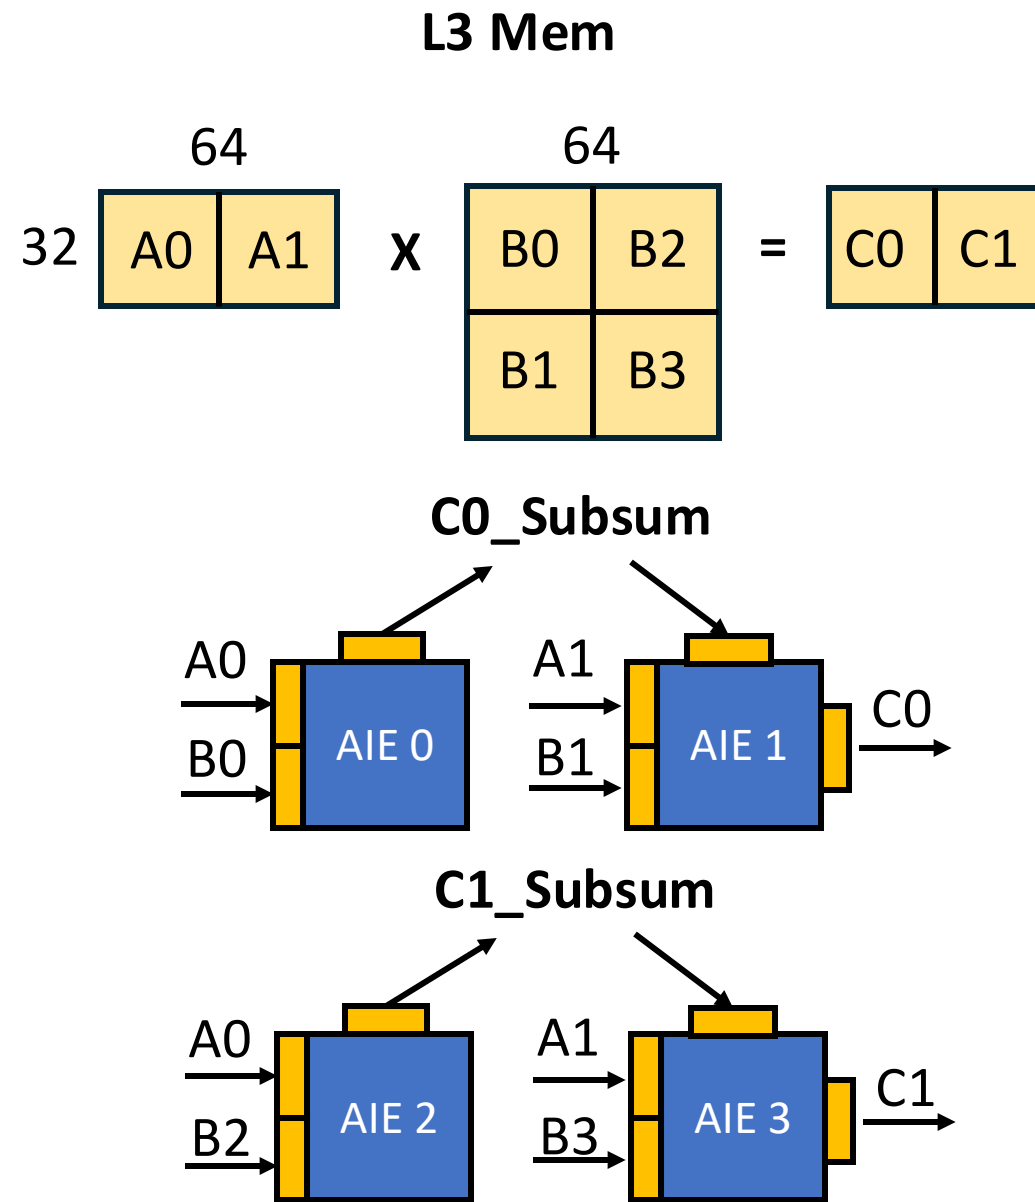 L3 Mem
64
64
32
A0
A1
X
B0
B2
=
C0
C1
B1
B3
C0_Subsum
A0
A1
B0
AIE 0
B1
AIE 1
C0
C1_Subsum
A0
A1
B2
AIE 2
B3
AIE 3
C1